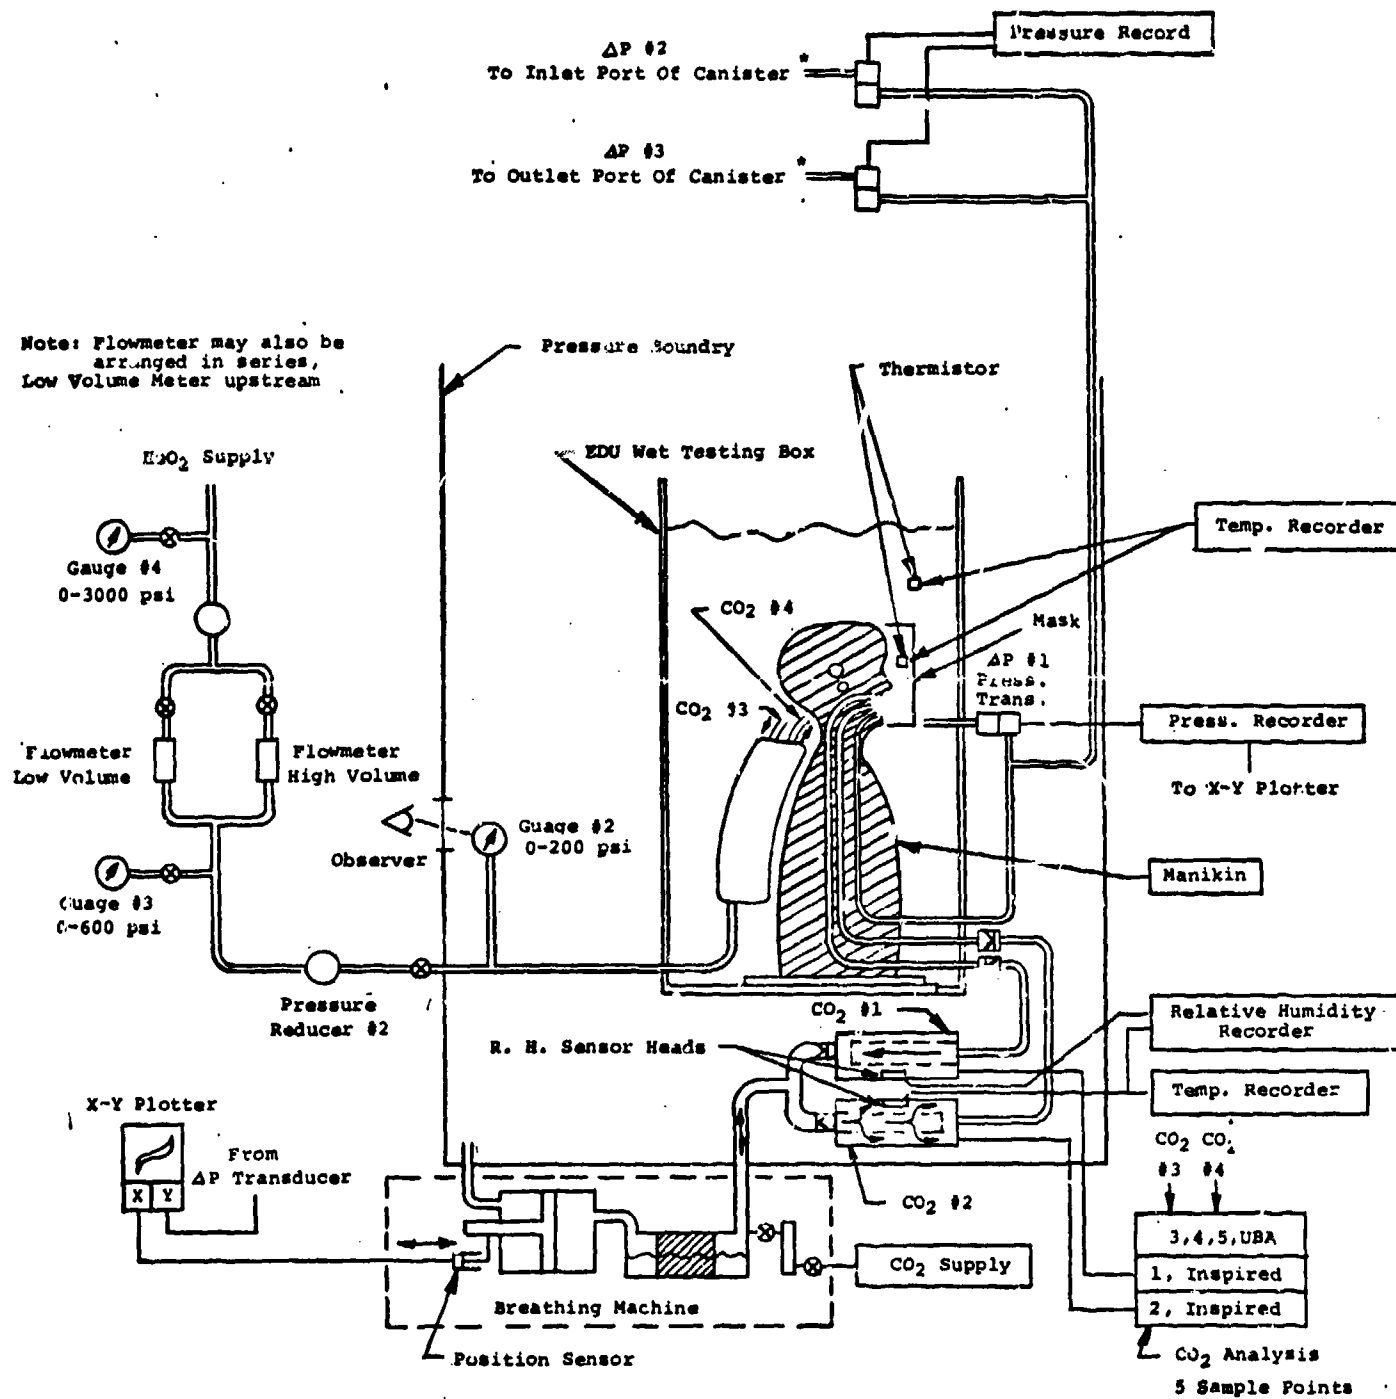 Pressure Record
ΔP #2
To Inlet Port Of Canister *
ΔP #3
To Outlet Port Of Canister *
Note: Flowmeter may also be
arranged in series,
Low Volume Meter upstream
Pressure Boundry
Thermistor
Supply
EDU Wet Testing Box
Temp. Recorder
Gauge #4
0-3000 psi
CO2 #4
Mask
ΔP #1
Press.
Trans.
CO2 #3
Press. Recorder
Flowmeter
Low Volume
Flowmeter
High Volume
To X-Y Plotter
Guage #2
0-200 psi
Observer
Manikin
Guage #3
0-600 psi
Pressure
Reducer #2
CO2 #1
Relative Humidity
Recorder
R. H. Sensor Heads
Temp. Recorder
X-Y Plotter
From
ΔP Transducer
X Y
CO2 CO2
#3 #4
CO2 #2
3,4,5,UBA
1, Inspired
2, Inspired
CO2 Supply
Breathing Machine
Position Sensor
CO2 Analysis
5 Sample Points